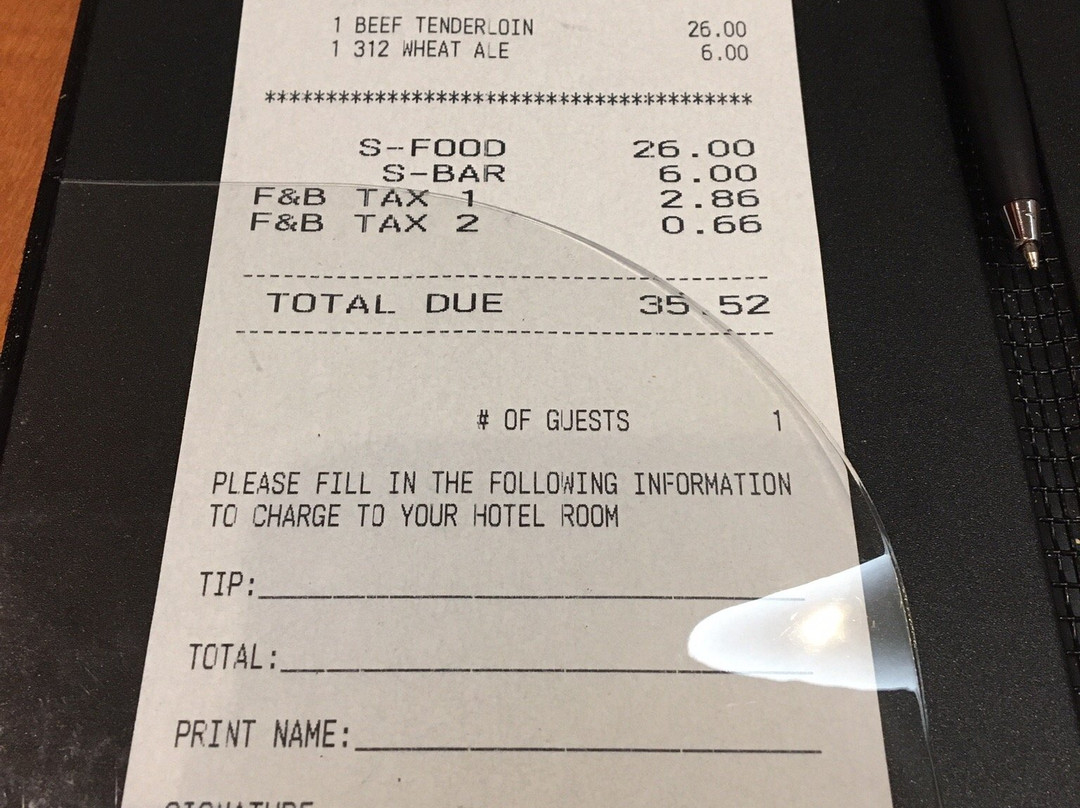 1 BEEF TENDERLOIN 26.00
1 312 WHEAT ALE 6.00
****************************************
S-FOOD 26.00
S-BAR 6.00
F&B TAX 1 2.86
F&B TAX 2 0.66
TOTAL DUE 35.52
# OF GUESTS 1
PLEASE FILL IN THE FOLLOWING INFORMATION
TO CHARGE TO YOUR HOTEL ROOM
TIP:
TOTAL:
PRINT NAME:
SIGNATURE